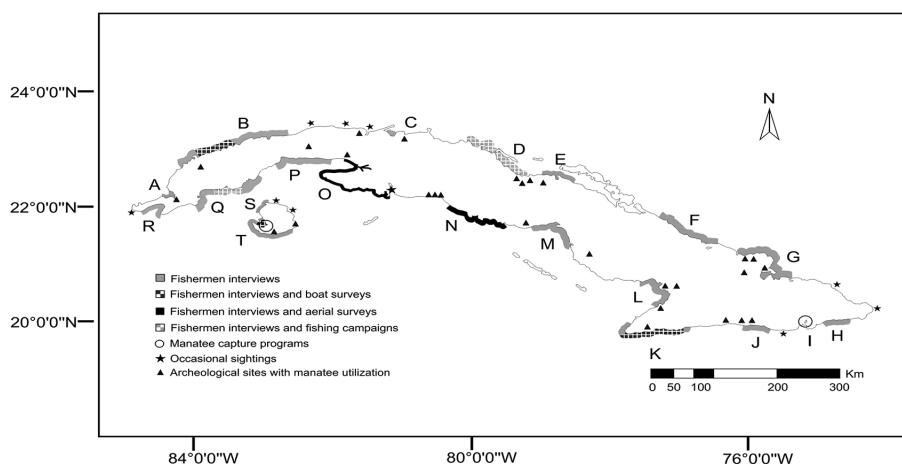 24°0'0"N
22°0'0"N
20°0'0"N
84°0'0"W
80°0'0"W
76°0'0"W
N
A
B
C
D
E
F
G
H
I
J
K
L
M
N
O
P
Q
R
S
T
Fishermen interviews
Fishermen interviews and boat surveys
Fishermen interviews and aerial surveys
Fishermen interviews and fishing campaigns
Manatee capture programs
Occasional sightings
Archeological sites with manatee utilization
Km
0 50 100 200 300